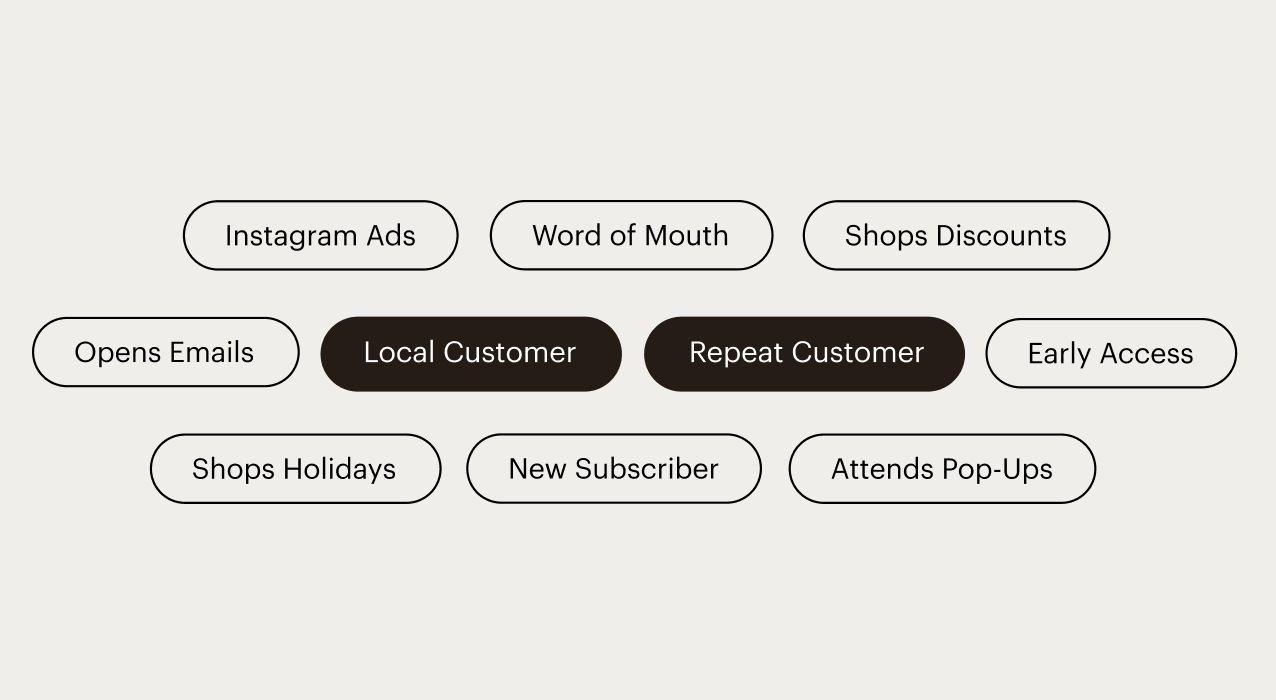 Instagram Ads
Word of Mouth
Shops Discounts
Opens Emails
Local Customer
Repeat Customer
Early Access
Shops Holidays
New Subscriber
Attends Pop-Ups